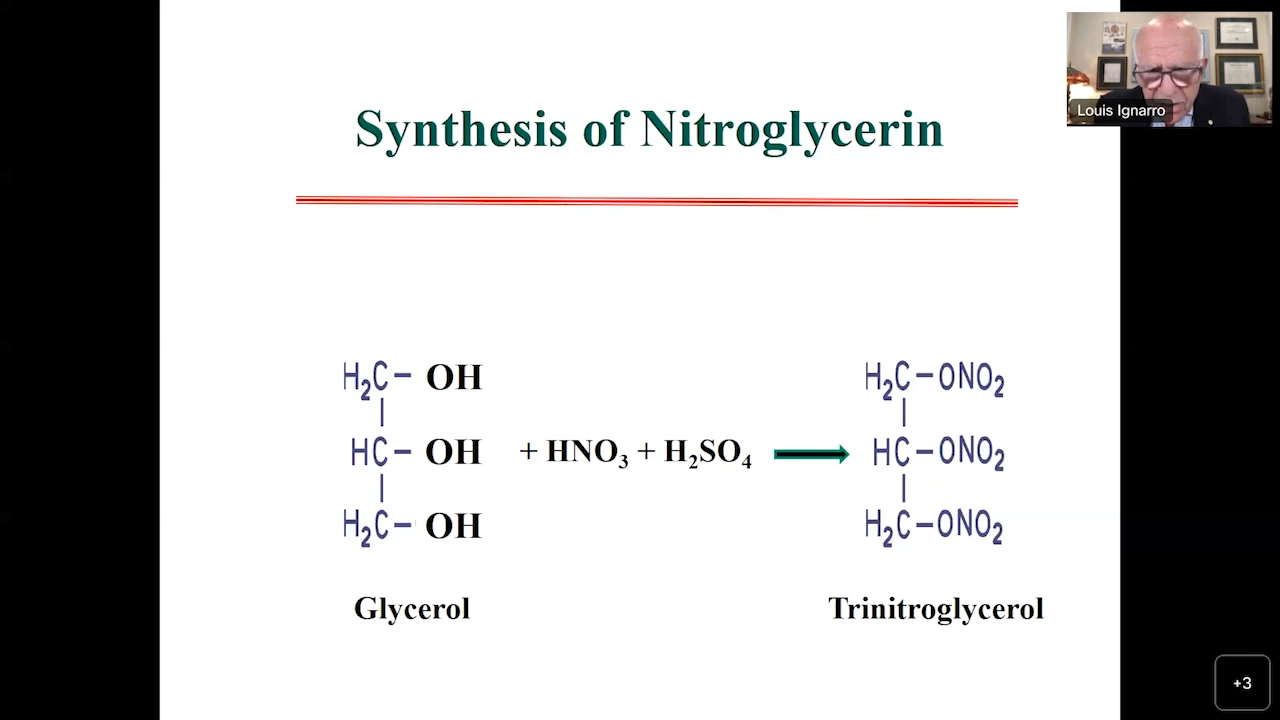 Synthesis of Nitroglycerin
Louis Ignarro
H₂C – OH
HC – OH + HNO₃ + H₂SO₄
H₂C – OH
Glycerol
H₂C – ONO₂
HC – ONO₂
H₂C – ONO₂
Trinitroglycerol
+3